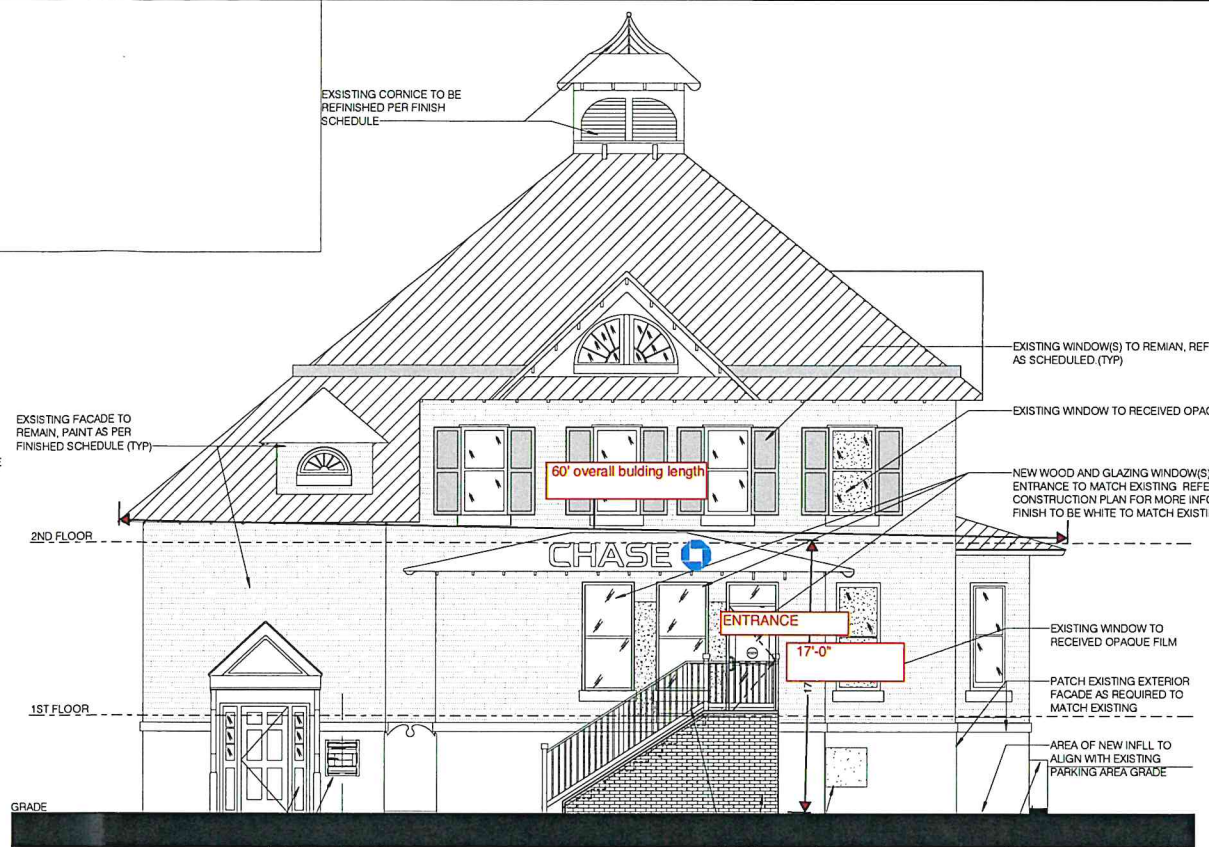 EXSISTING CORNICE TO BE
REFINISHED PER FINISH
SCHEDULE
EXISTING WINDOW(S) TO REMIAN, REF
AS SCHEDULED.(TYP)
EXISTING WINDOW TO RECEIVED OPAQ
EXSISTING FACADE TO
REMAIN, PAINT AS PER
FINISHED SCHEDULE (TYP)
E
60' overall bulding length
NEW WOOD AND GLAZING WINDOW(S)
ENTRANCE TO MATCH EXISTING REFE
CONSTRUCTION PLAN FOR MORE INFO
FINISH TO BE WHITE TO MATCH EXISTI
2ND FLOOR
CHASE
ENTRANCE
17'-0"
EXISTING WINDOW TO
RECEIVED OPAQUE FILM
PATCH EXISTING EXTERIOR
FACADE AS REQUIRED TO
MATCH EXISTING
1ST FLOOR
AREA OF NEW INFLL TO
ALIGN WITH EXISTING
PARKING AREA GRADE
GRADE